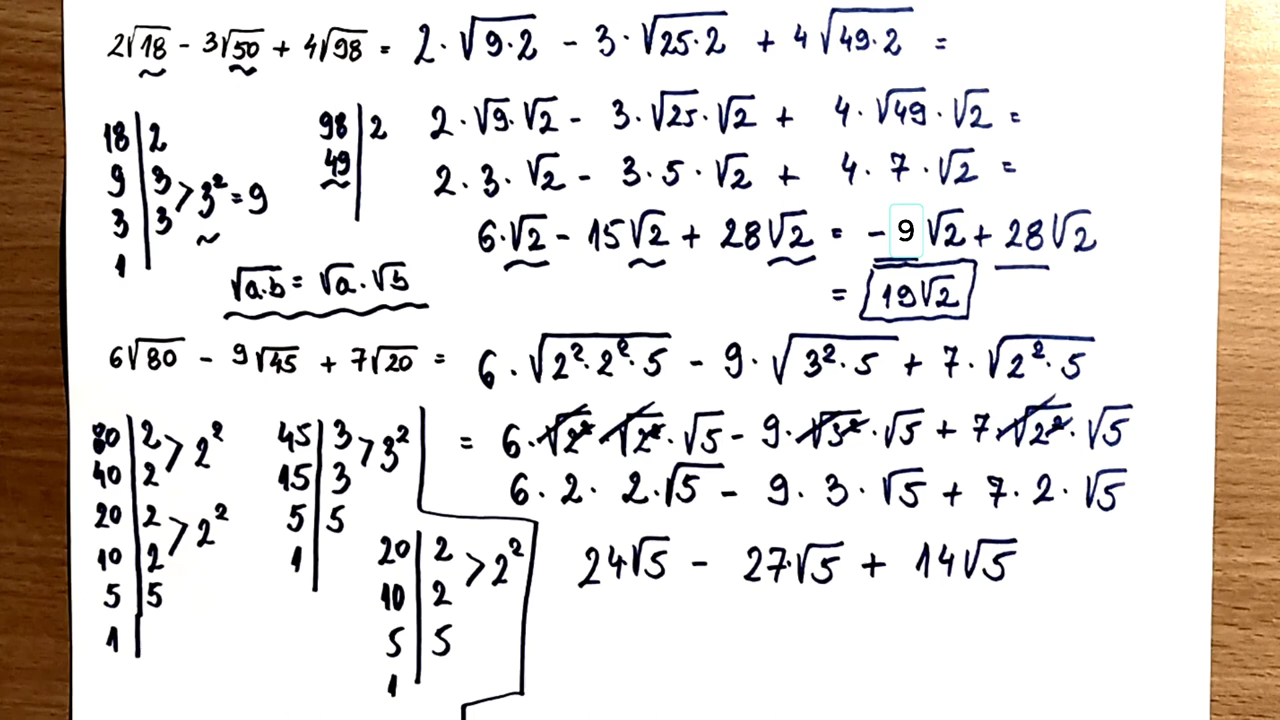 2√18 - 3√50 + 4√98 = 2·√9·2 - 3·√25·2 + 4√49·2 =
18 | 2
9 | 3
3 | 3 > 3² = 9
1
98 | 2
49
2·√9·√2 - 3·√25·√2 + 4·√49·√2 =
2·3·√2 - 3·5·√2 + 4·7·√2 =
6·√2 - 15√2 + 28√2 = -9√2 + 28√2
= 19√2
√a·b = √a·√b
6√80 - 9√45 + 7√20 = 6·√2²·2²·5 - 9·√3²·5 + 7·√2²·5
= 6·√2²·√2²·√5 - 9·√3²·√5 + 7·√2²·√5
6·2·2·√5 - 9·3·√5 + 7·2·√5
24√5 - 27·√5 + 14√5
80 | 2 > 2²
40 | 2
20 | 2 > 2²
10 | 2
5 | 5
1
45 | 3 > 3²
15 | 3
5 | 5
1
20 | 2 > 2²
10 | 2
5 | 5
1